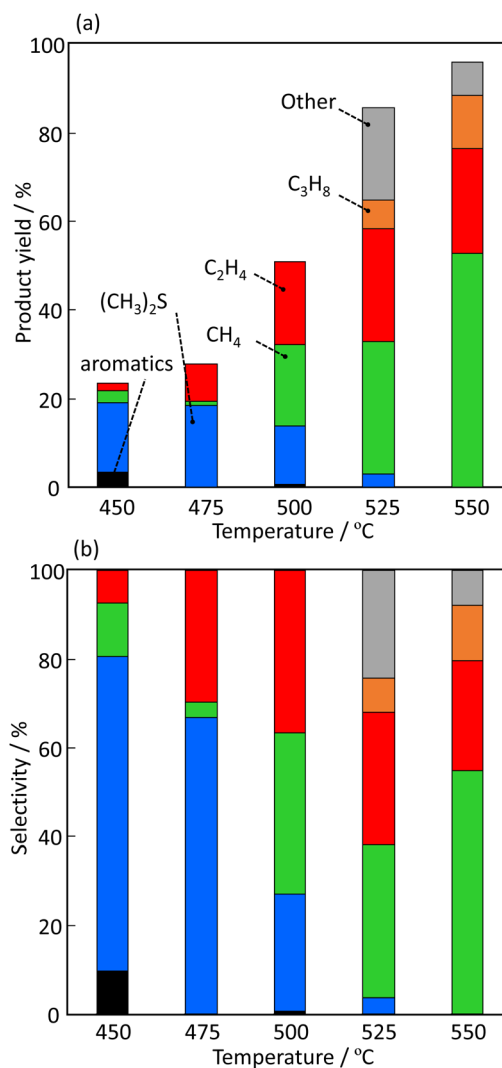 (a)
100
80
60
40
20
0
Product yield / %
Other
C₃H₈
C₂H₄
(CH₃)₂S
CH₄
aromatics
450 475 500 525 550
Temperature / ºC
(b)
100
80
60
40
20
0
Selectivity / %
450 475 500 525 550
Temperature / ºC